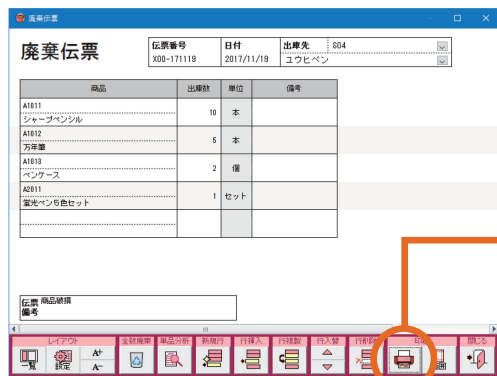 廃棄伝票
廃棄伝票
伝票番号 日付 出庫先 S04
X00-171119 2017/11/19 ユウヒペン
商品 出庫数 単位 備考
A1011
シャープペンシル 10 本
A1012
万年筆 5 本
A1013
ペンケース 2 個
A2011
蛍光ペン5色セット 1 セット
伝票 商品破損
備考
レイアウト 全数廃棄 単品分析 新規行 行挿入 行複製 行入替 行削除 閉じる
一覧 設定 A+
A-